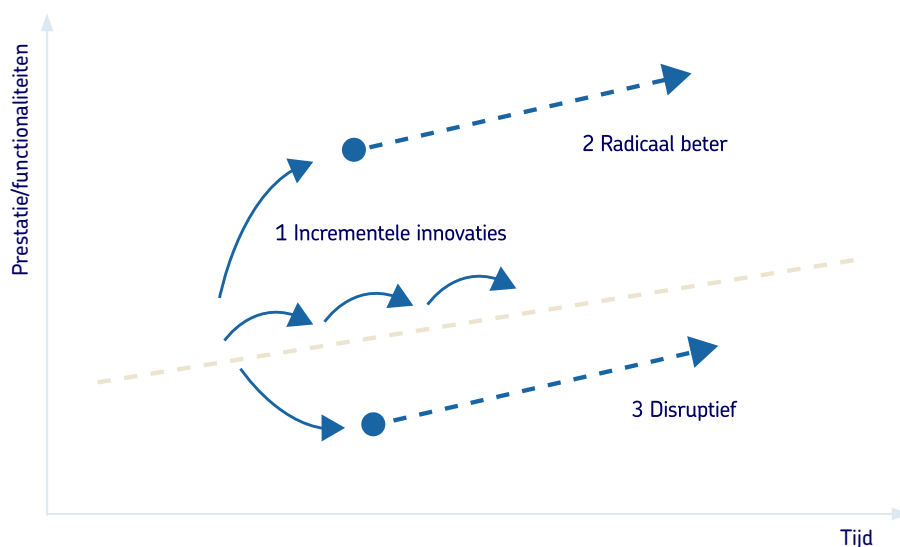 Prestatie/functionaliteiten
2 Radicaal beter
1 Incrementele innovaties
3 Disruptief
Tijd